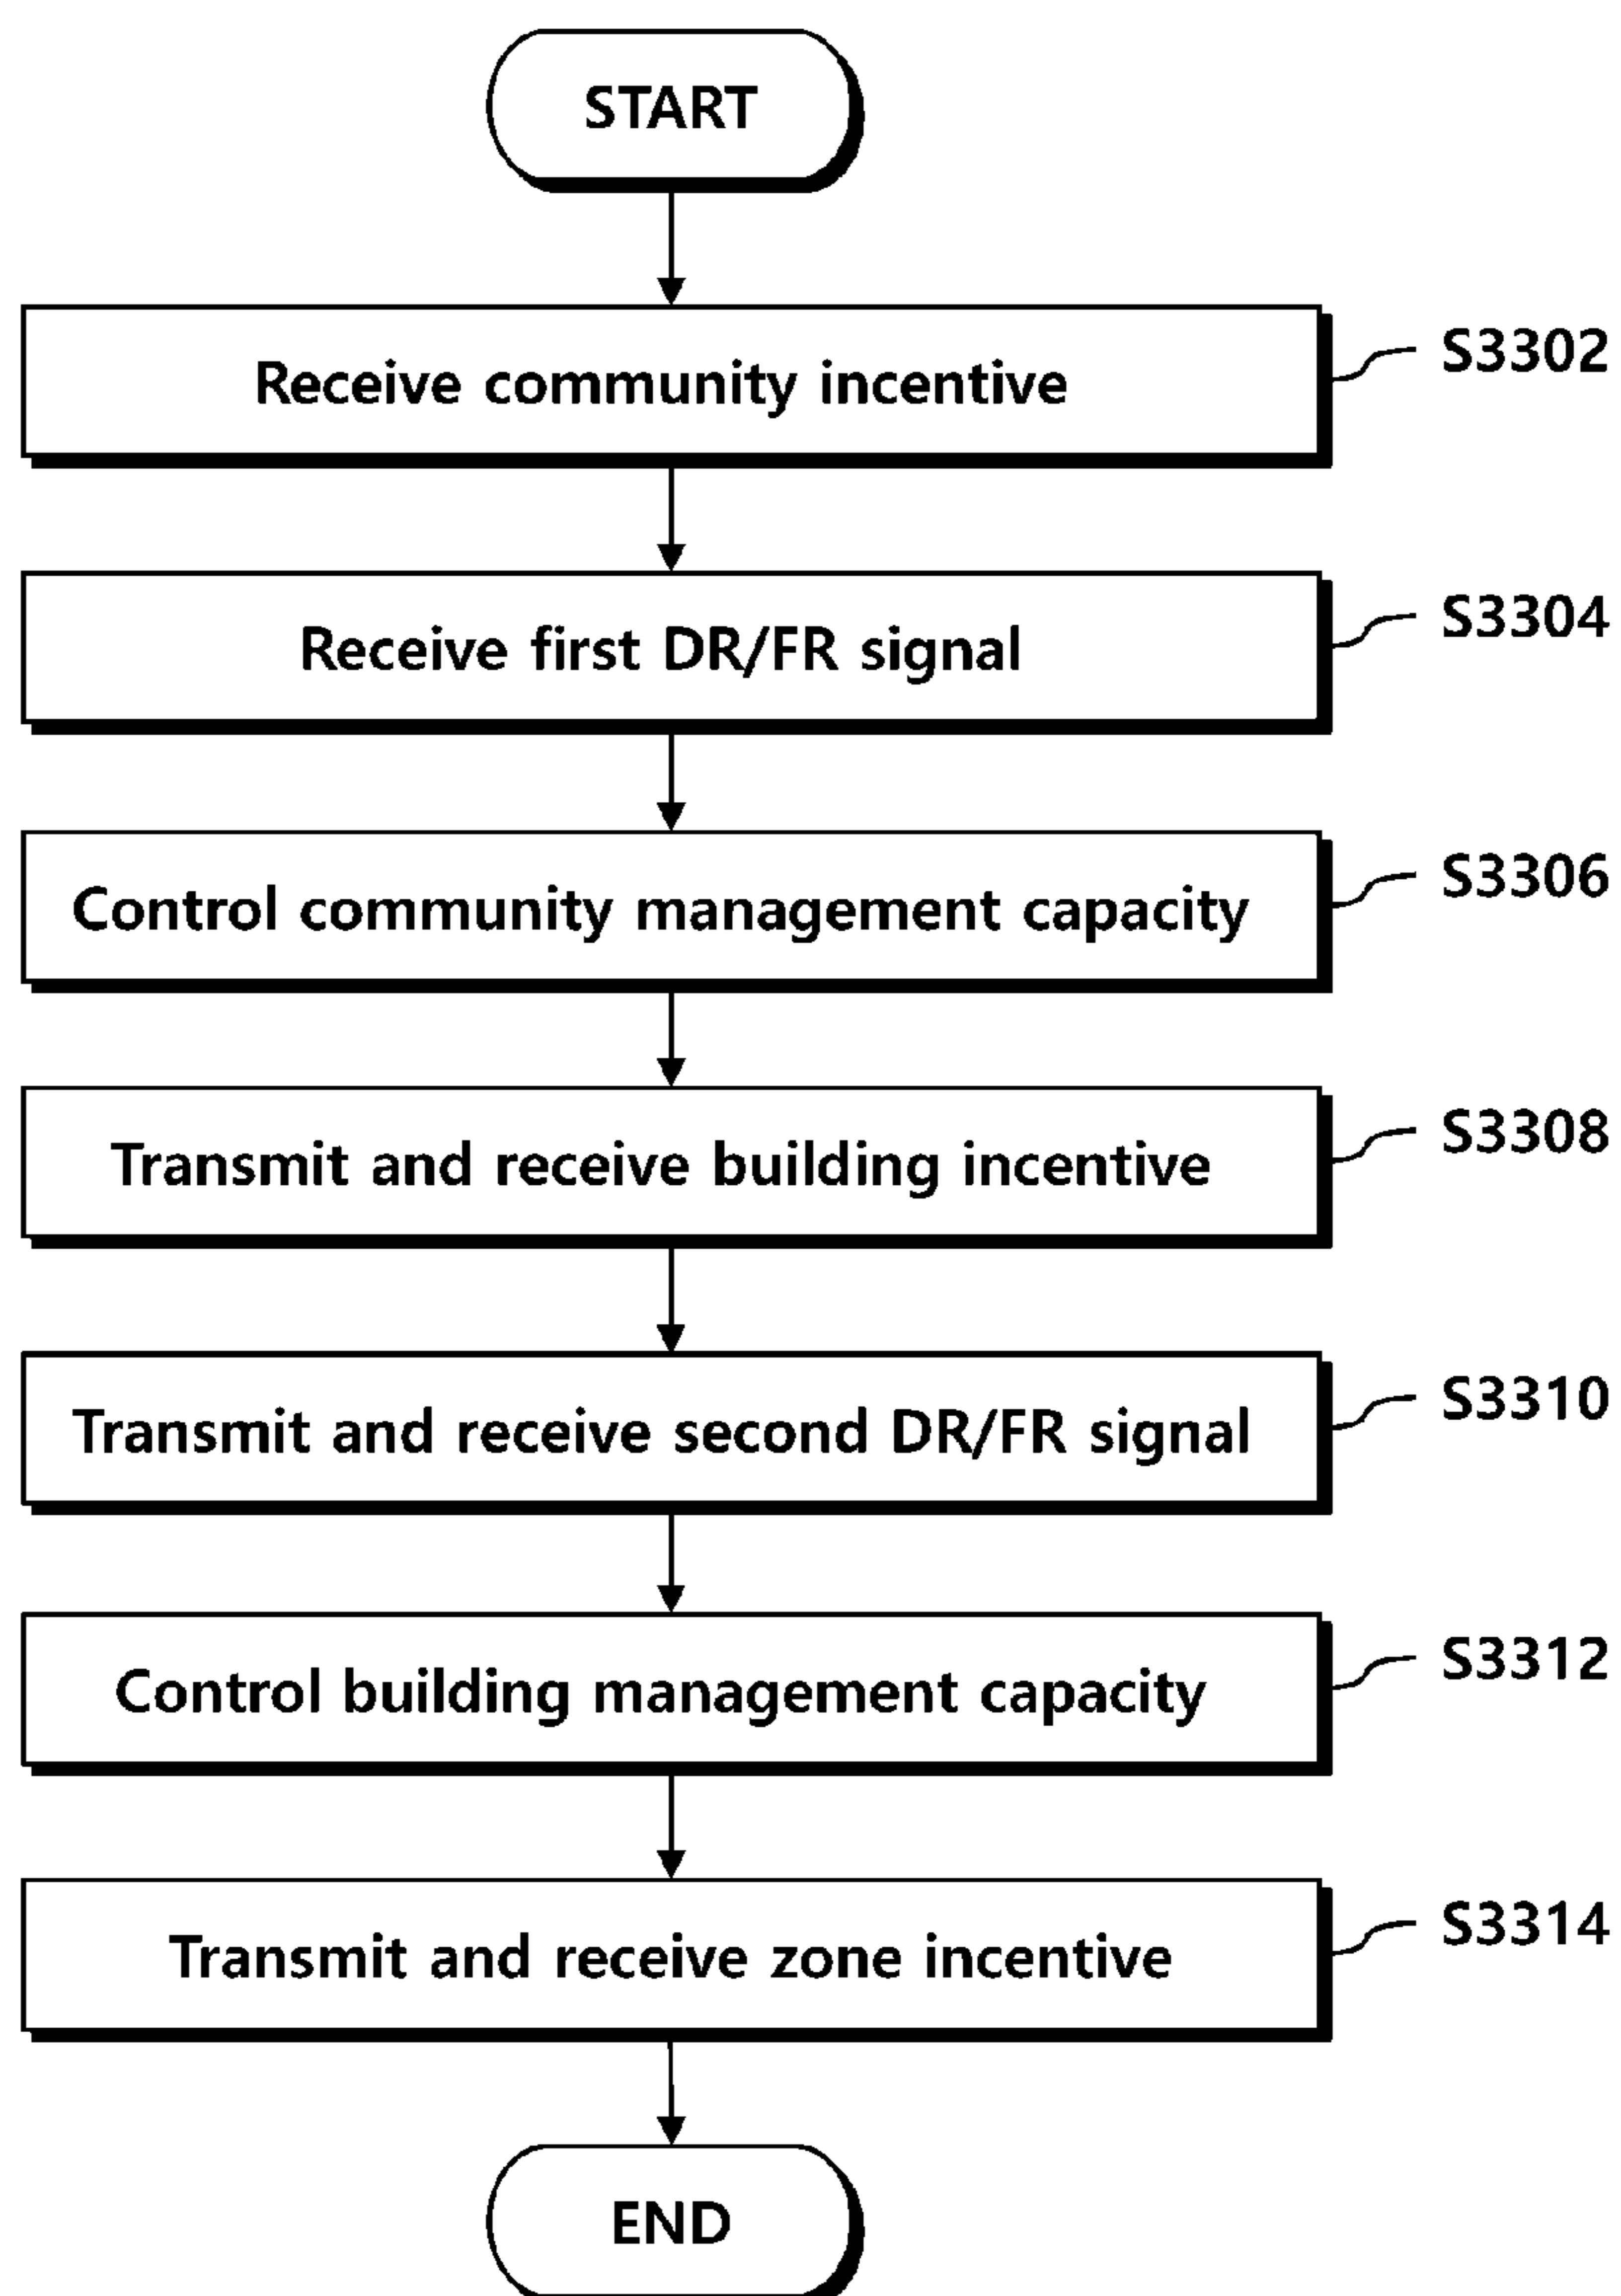 START
Receive community incentive
S3302
Receive first DR/FR signal
S3304
Control community management capacity
S3306
Transmit and receive building incentive
S3308
Transmit and receive second DR/FR signal
S3310
Control building management capacity
S3312
Transmit and receive zone incentive
S3314
END